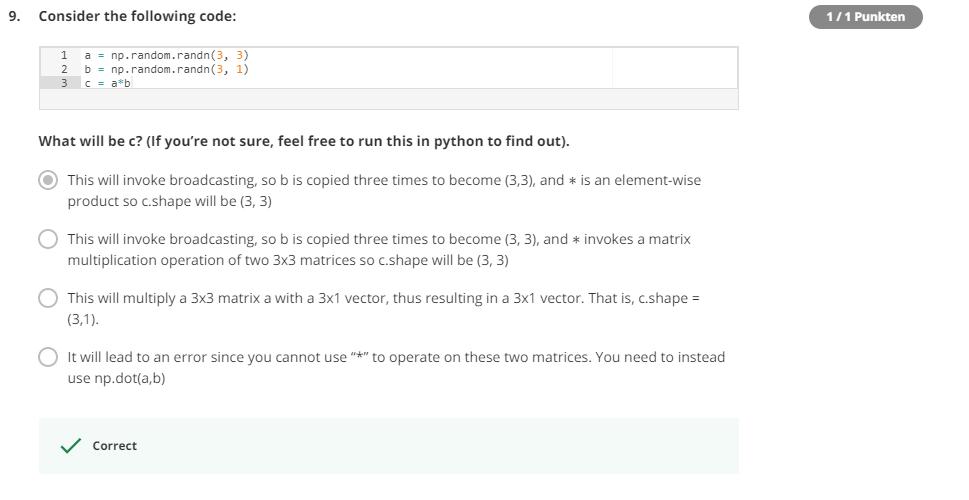 9. Consider the following code:
1 / 1 Punkten
1 a = np.random.randn(3, 3)
2 b = np.random.randn(3, 1)
3 c = a*b
What will be c? (If you’re not sure, feel free to run this in python to find out).
This will invoke broadcasting, so b is copied three times to become (3,3), and ∗ is an element-wise
product so c.shape will be (3, 3)
This will invoke broadcasting, so b is copied three times to become (3, 3), and ∗ invokes a matrix
multiplication operation of two 3x3 matrices so c.shape will be (3, 3)
This will multiply a 3x3 matrix a with a 3x1 vector, thus resulting in a 3x1 vector. That is, c.shape =
(3,1).
It will lead to an error since you cannot use “*” to operate on these two matrices. You need to instead
use np.dot(a,b)
Correct